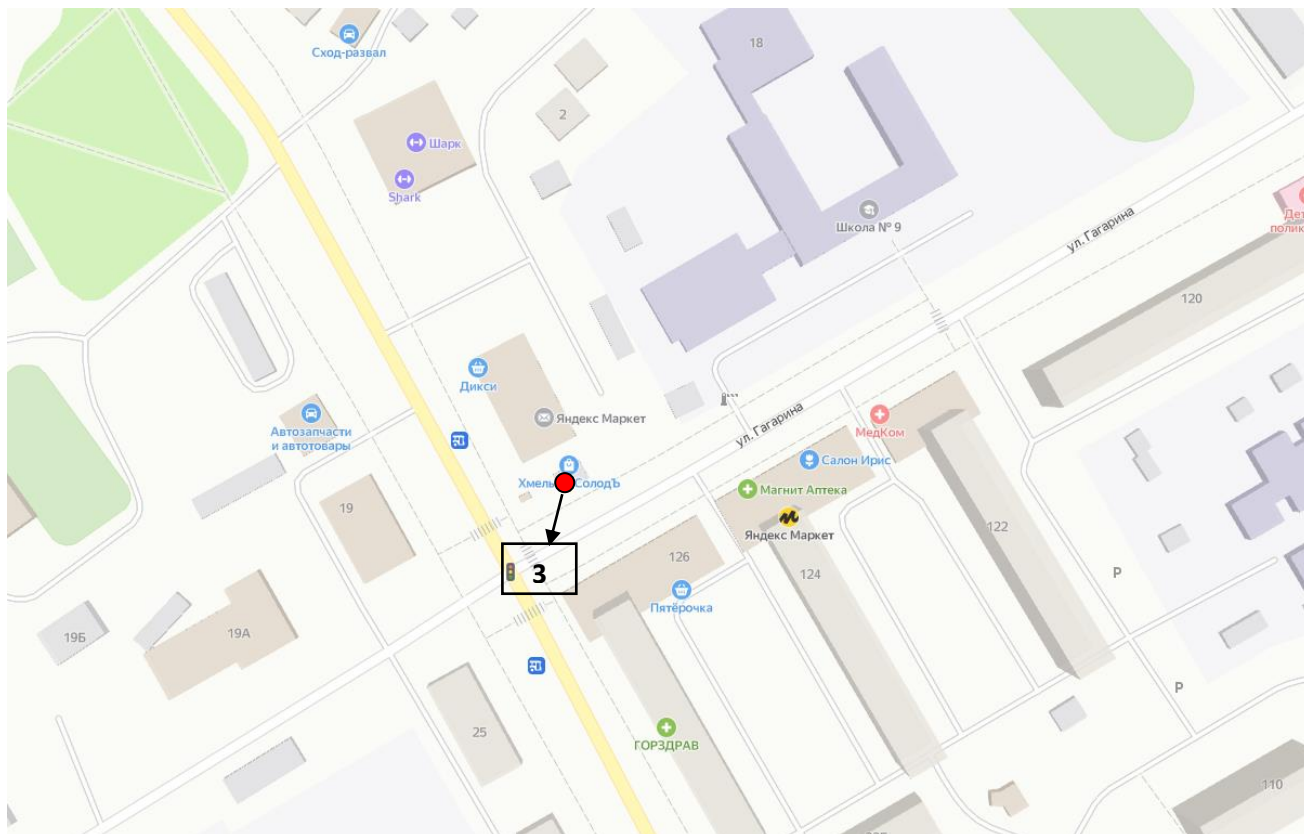 18
Сход-развал
2
Шарк
Shark
Школа № 9
ул. Гагарина
120
Дикси
Яндекс Маркет
ул. Гагарина
МедКом
Автозапчасти
и автотовары
Салон Ирис
Хмель
СолодЪ
Магнит Аптека
19
122
Яндекс Маркет
126
3
P
124
Пятёрочка
19Б
19А
P
25
ГОРЗДРАВ
110